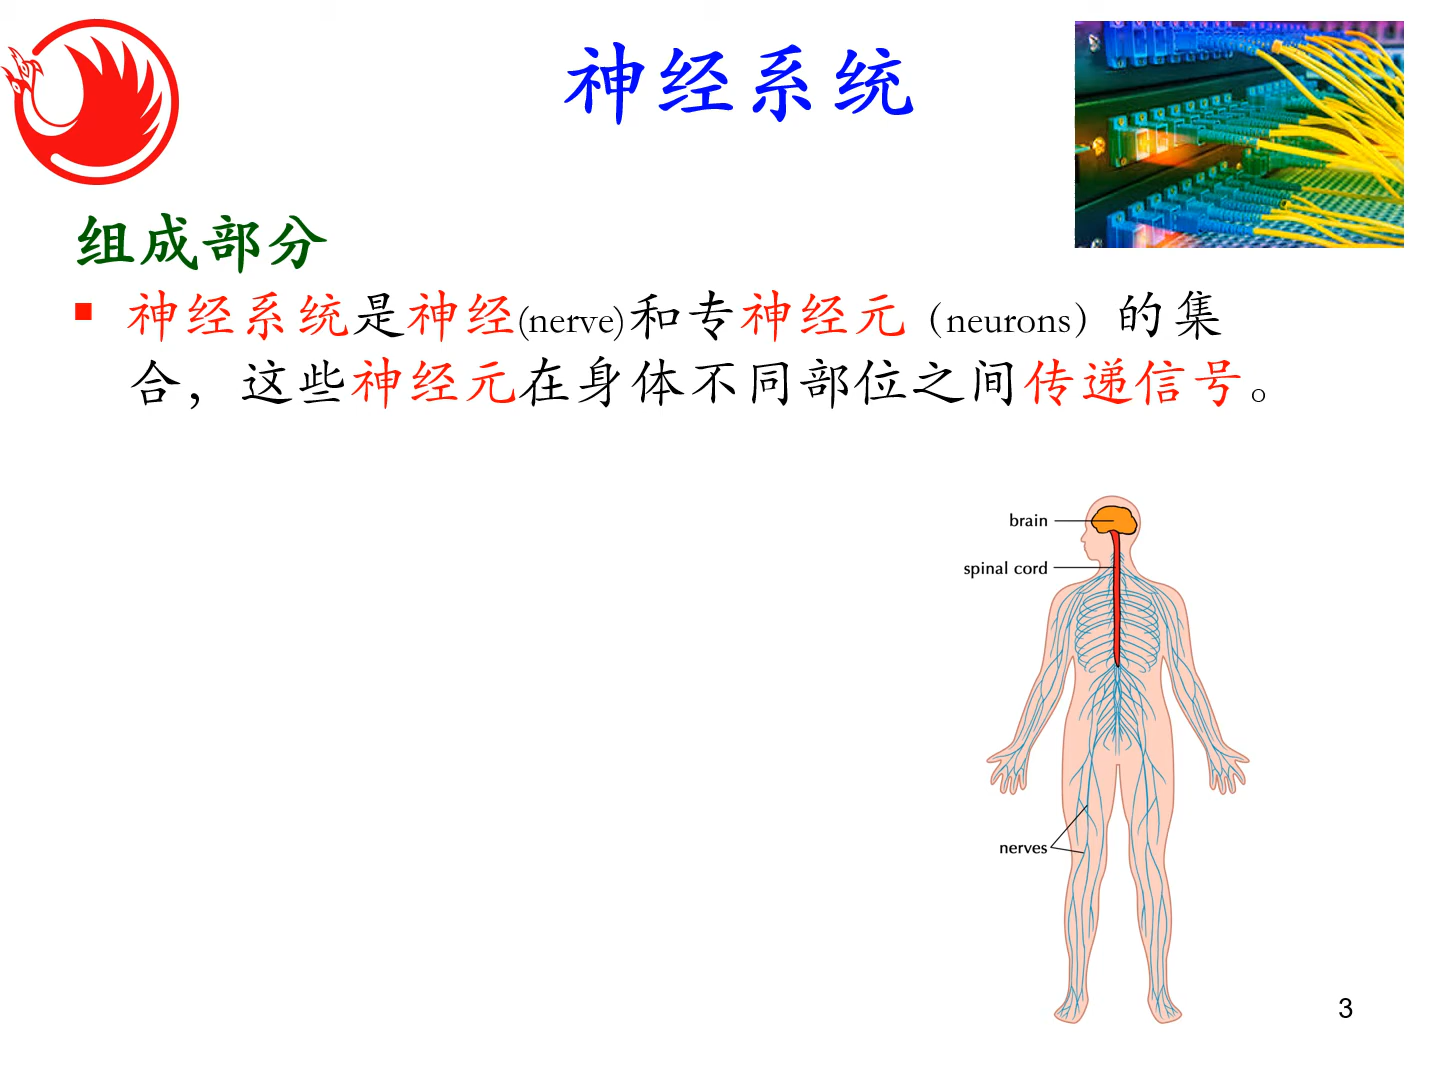 神经系统
组成部分
神经系统是神经(nerve)和专神经元（neurons）的集
合，这些神经元在身体不同部位之间传递信号。
brain
spinal cord
nerves
3